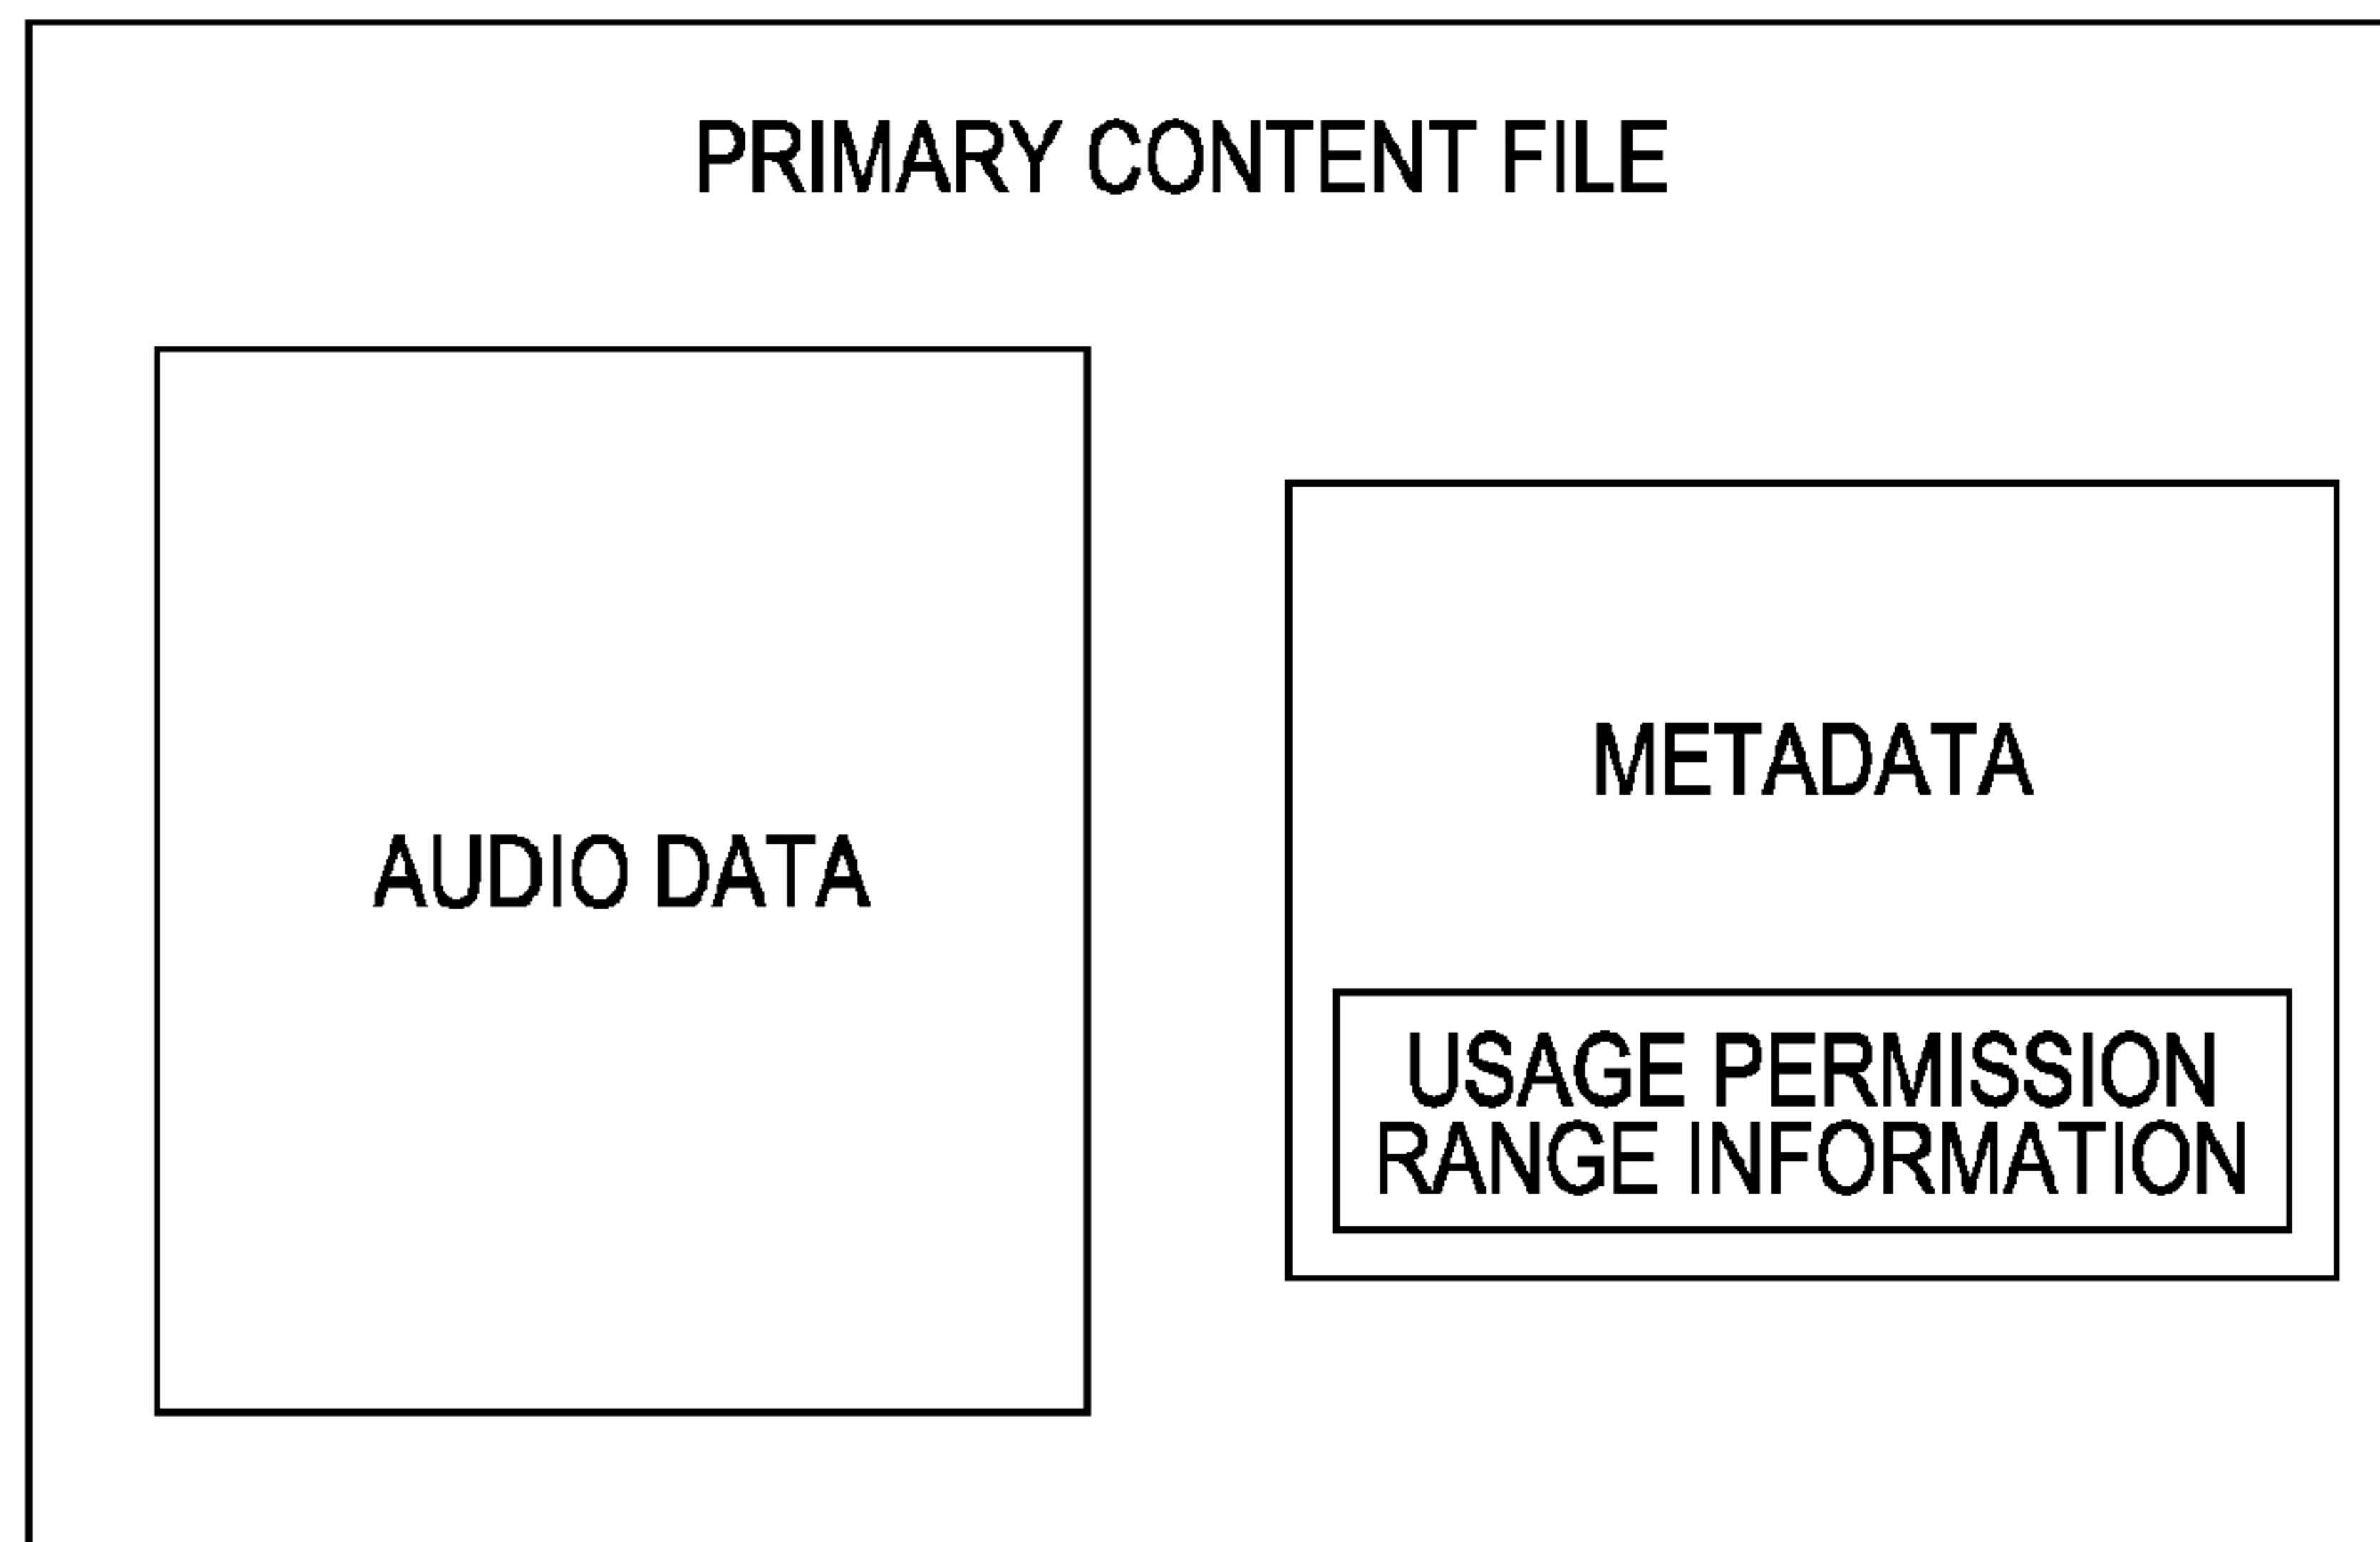 PRIMARY CONTENT FILE
AUDIO DATA
METADATA
USAGE PERMISSION
RANGE INFORMATION